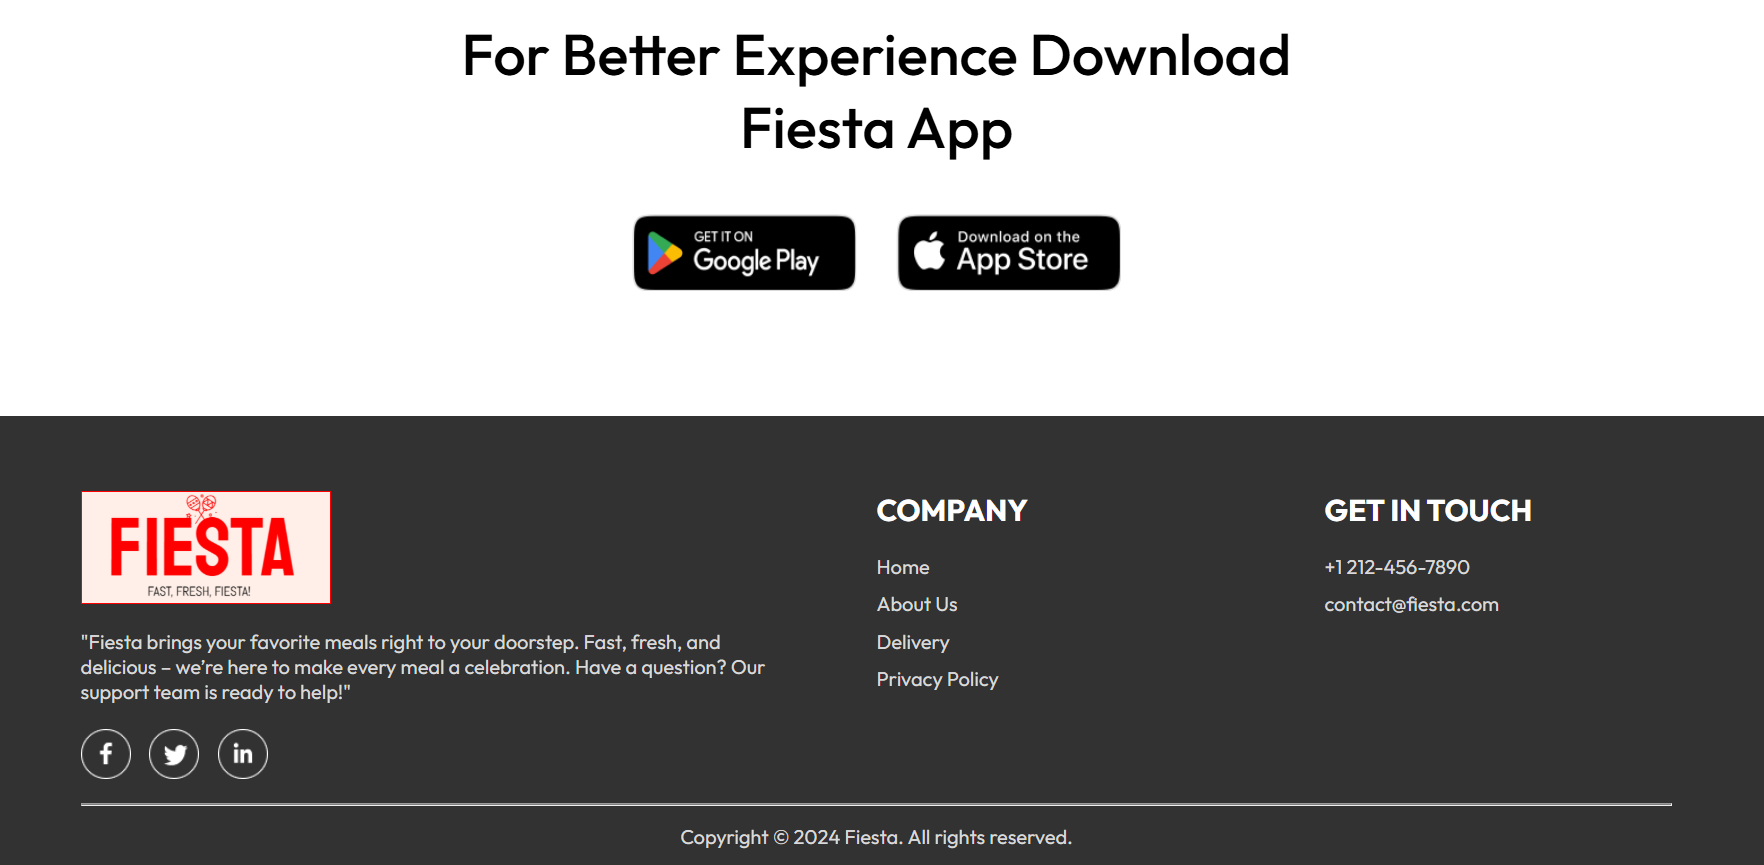 For Better Experience Download
Fiesta App
GET IT ON
Google Play
Download on the
App Store
FIESTA
FAST, FRESH, FIESTA!
"Fiesta brings your favorite meals right to your doorstep. Fast, fresh, and
delicious – we’re here to make every meal a celebration. Have a question? Our
support team is ready to help!"
f
in
COMPANY
Home
About Us
Delivery
Privacy Policy
GET IN TOUCH
+1 212-456-7890
contact@fiesta.com
Copyright © 2024 Fiesta. All rights reserved.